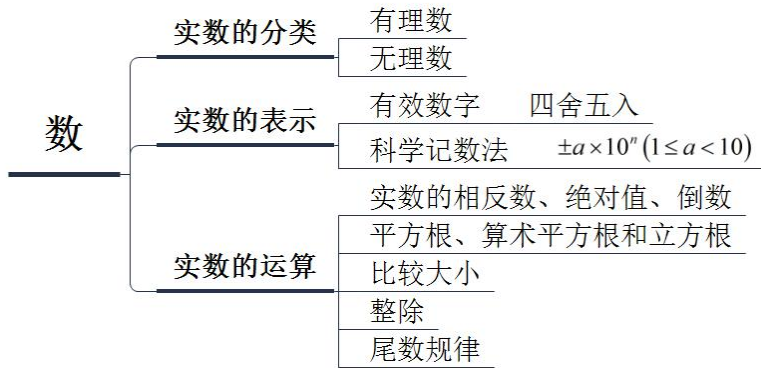 数
实数的分类
有理数
无理数
实数的表示
有效数字 四舍五入
科学记数法 ±a×10ⁿ(1≤a<10)
实数的运算
实数的相反数、绝对值、倒数
平方根、算术平方根和立方根
比较大小
整除
尾数规律